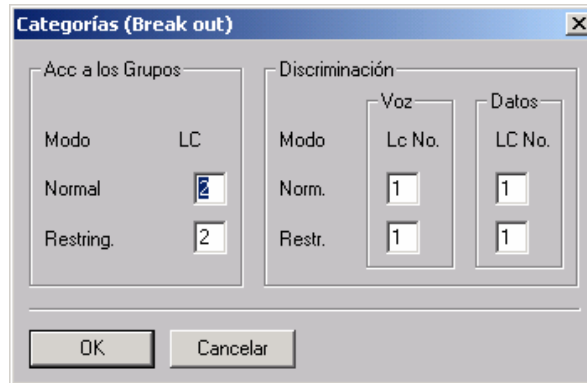 Categorías (Break out)
Acc a los Grupos
Modo LC
Normal 2
Restring. 2
Discriminación
Voz Datos
Modo Lc No. LC No.
Norm. 1 1
Restr. 1 1
OK Cancelar